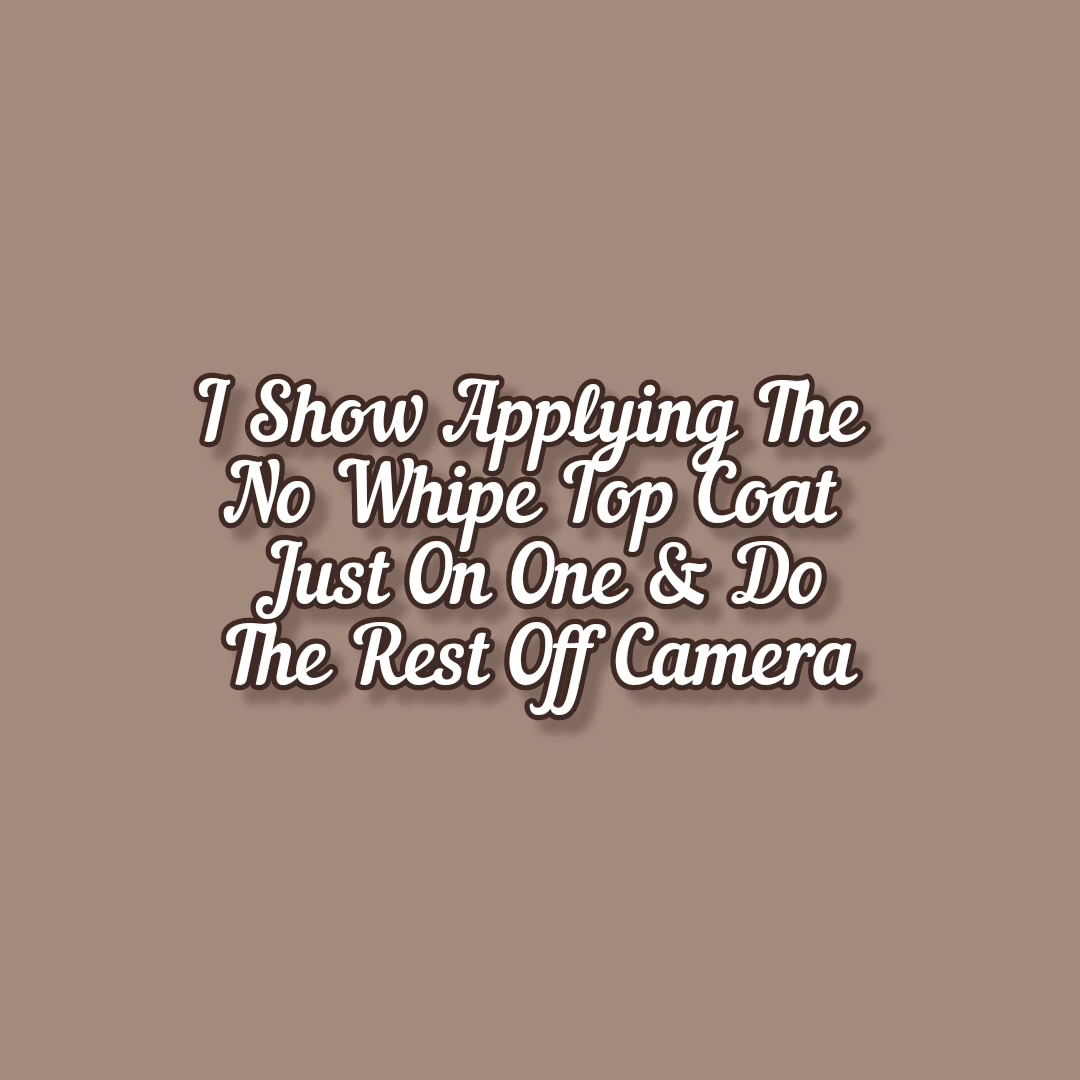 I Show Applying The
No Whipe Top Coat
Just On One & Do
The Rest Off Camera